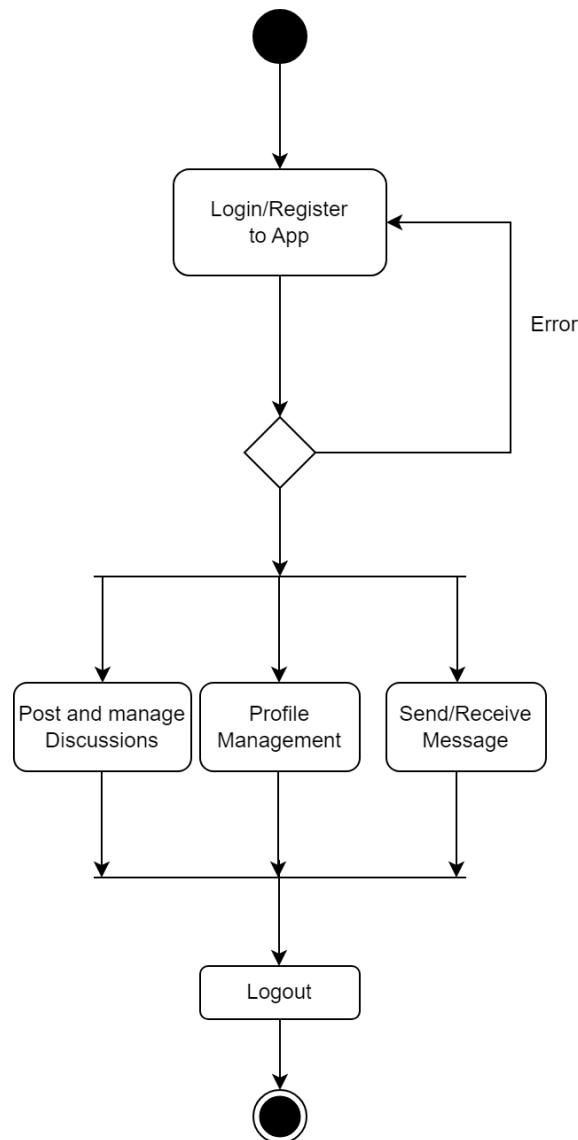 Login/Register
to App
Error
Post and manage
Discussions
Profile
Management
Send/Receive
Message
Logout